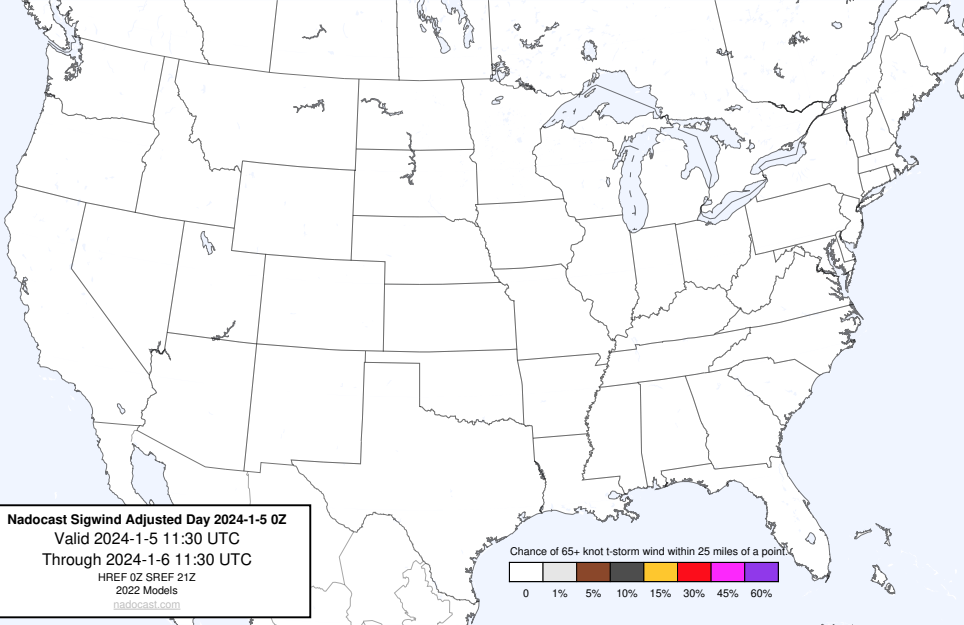 Nadocast Sigwind Adjusted Day 2024-1-5 0Z
Valid 2024-1-5 11:30 UTC
Through 2024-1-6 11:30 UTC
HREF 0Z SREF 21Z
2022 Models
nadocast.com
Chance of 65+ knot t-storm wind within 25 miles of a point.
0 1% 5% 10% 15% 30% 45% 60%